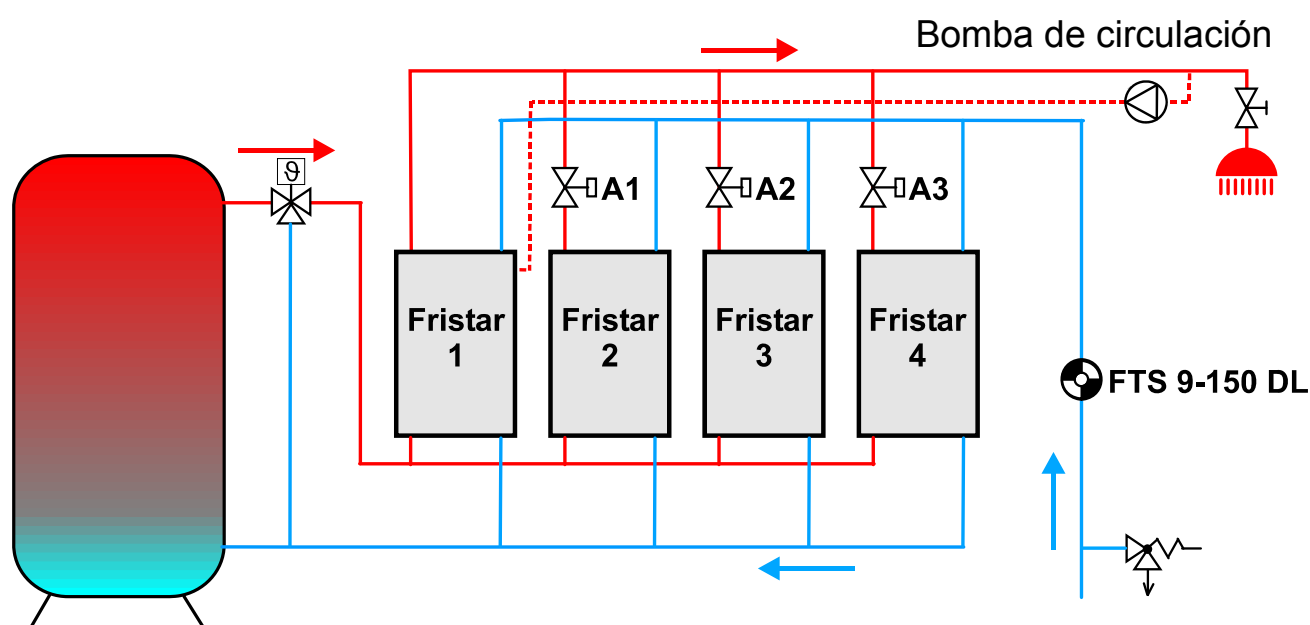 Bomba de circulación
ϑ
A1
A2
A3
Fristar
1
Fristar
2
Fristar
3
Fristar
4
FTS 9-150 DL